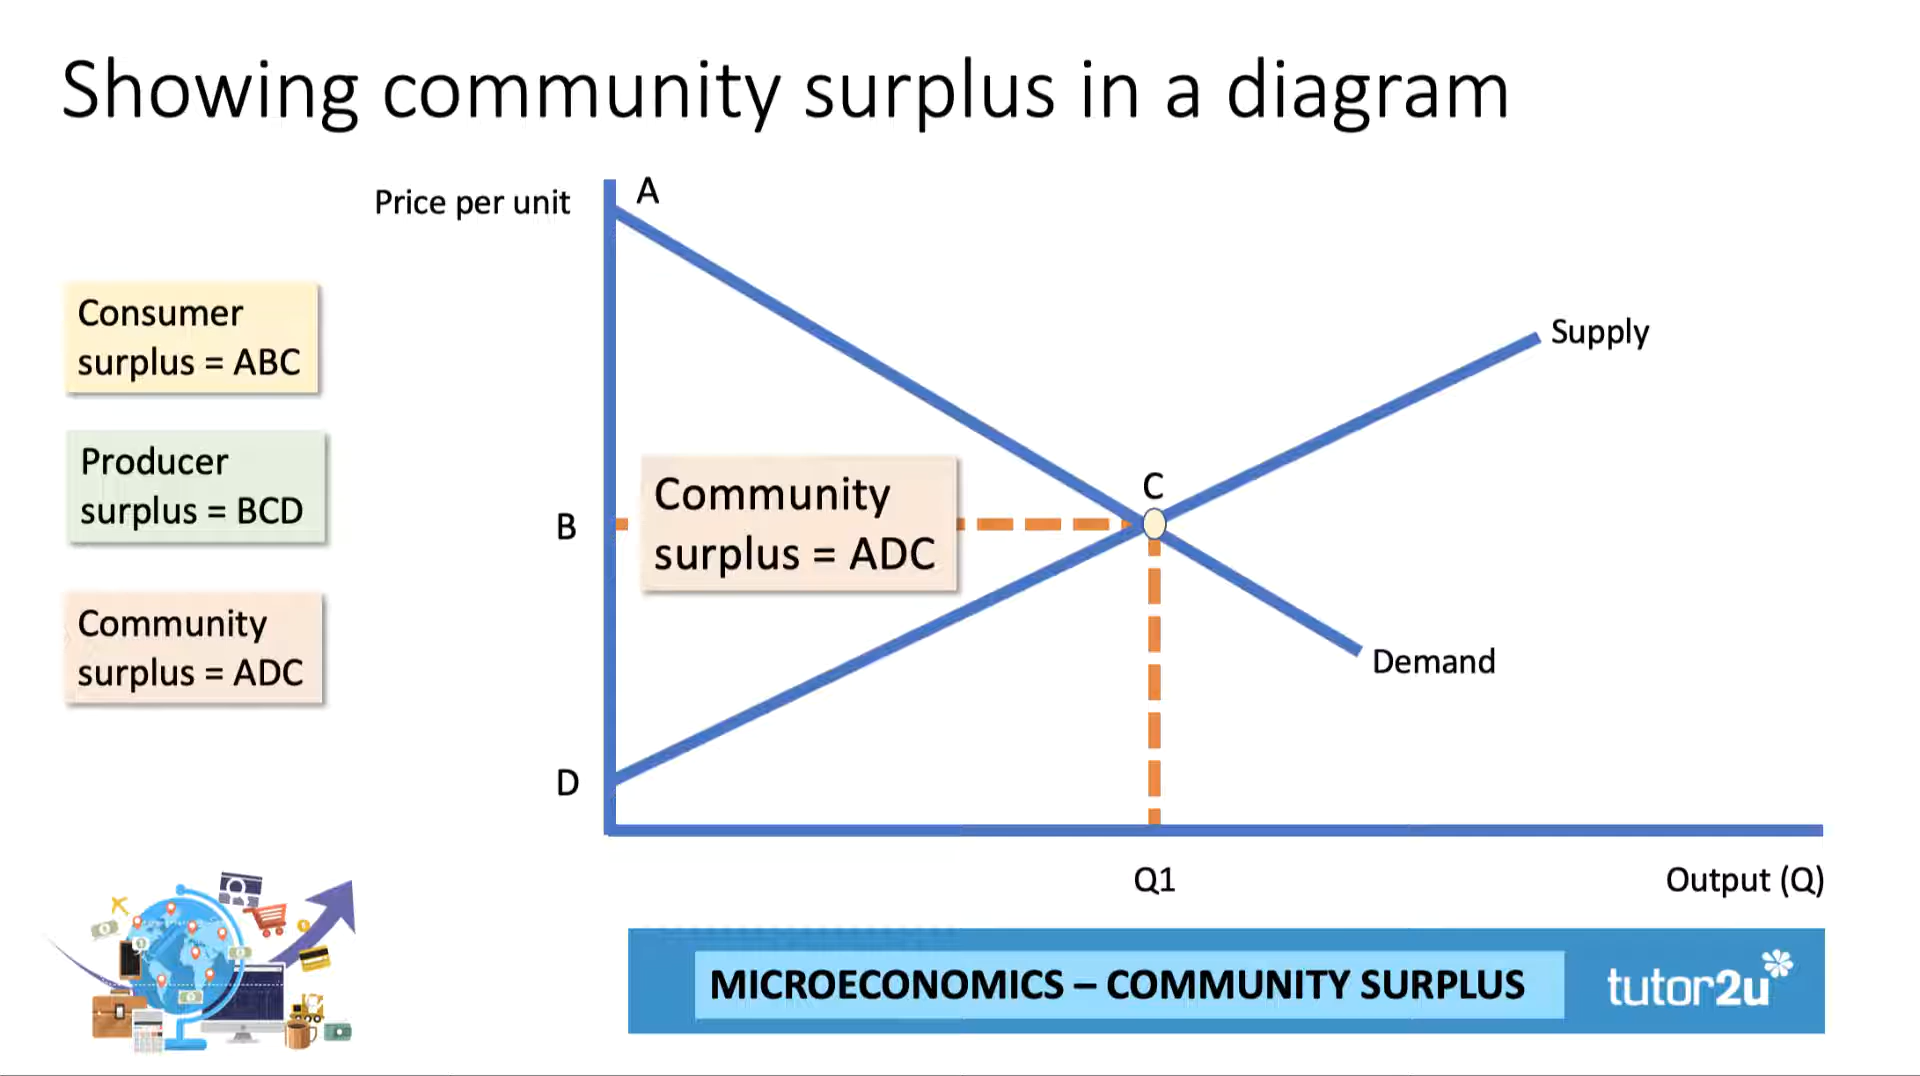 Showing community surplus in a diagram
Price per unit
A
Consumer
surplus = ABC
Supply
Producer
surplus = BCD
Community
surplus = ADC
B
C
Community
surplus = ADC
Demand
D
Q1
Output (Q)
MICROECONOMICS – COMMUNITY SURPLUS
tutor2u